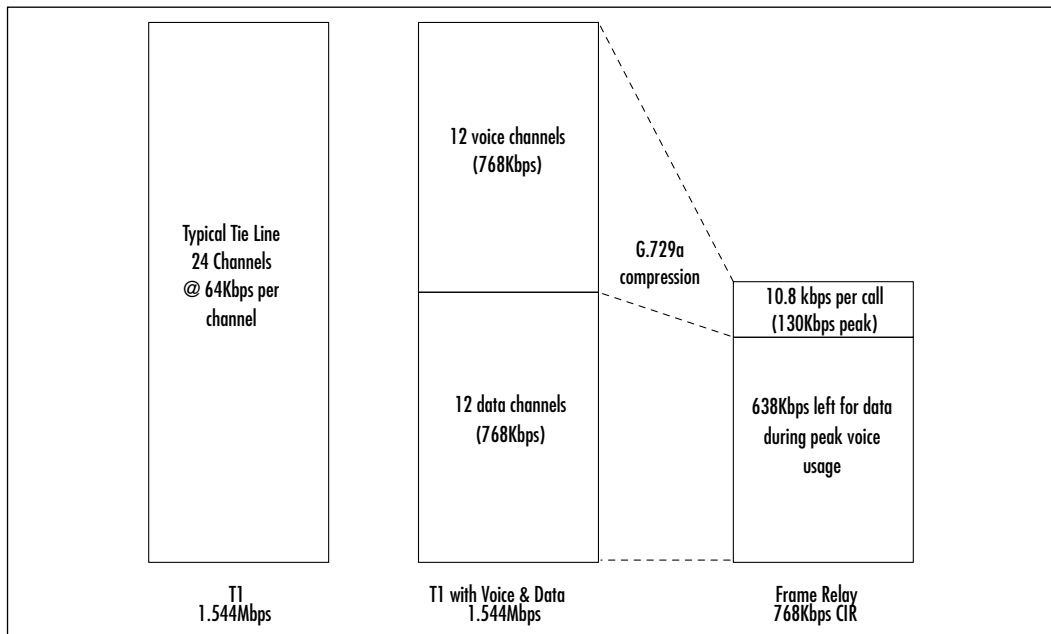 Typical Tie Line
24 Channels
@ 64Kbps per
channel
12 voice channels
(768Kbps)
12 data channels
(768Kbps)
G.729a
compression
10.8 kbps per call
(130Kbps peak)
638Kbps left for data
during peak voice
usage
T1
1.544Mbps
T1 with Voice & Data
1.544Mbps
Frame Relay
768Kbps CIR